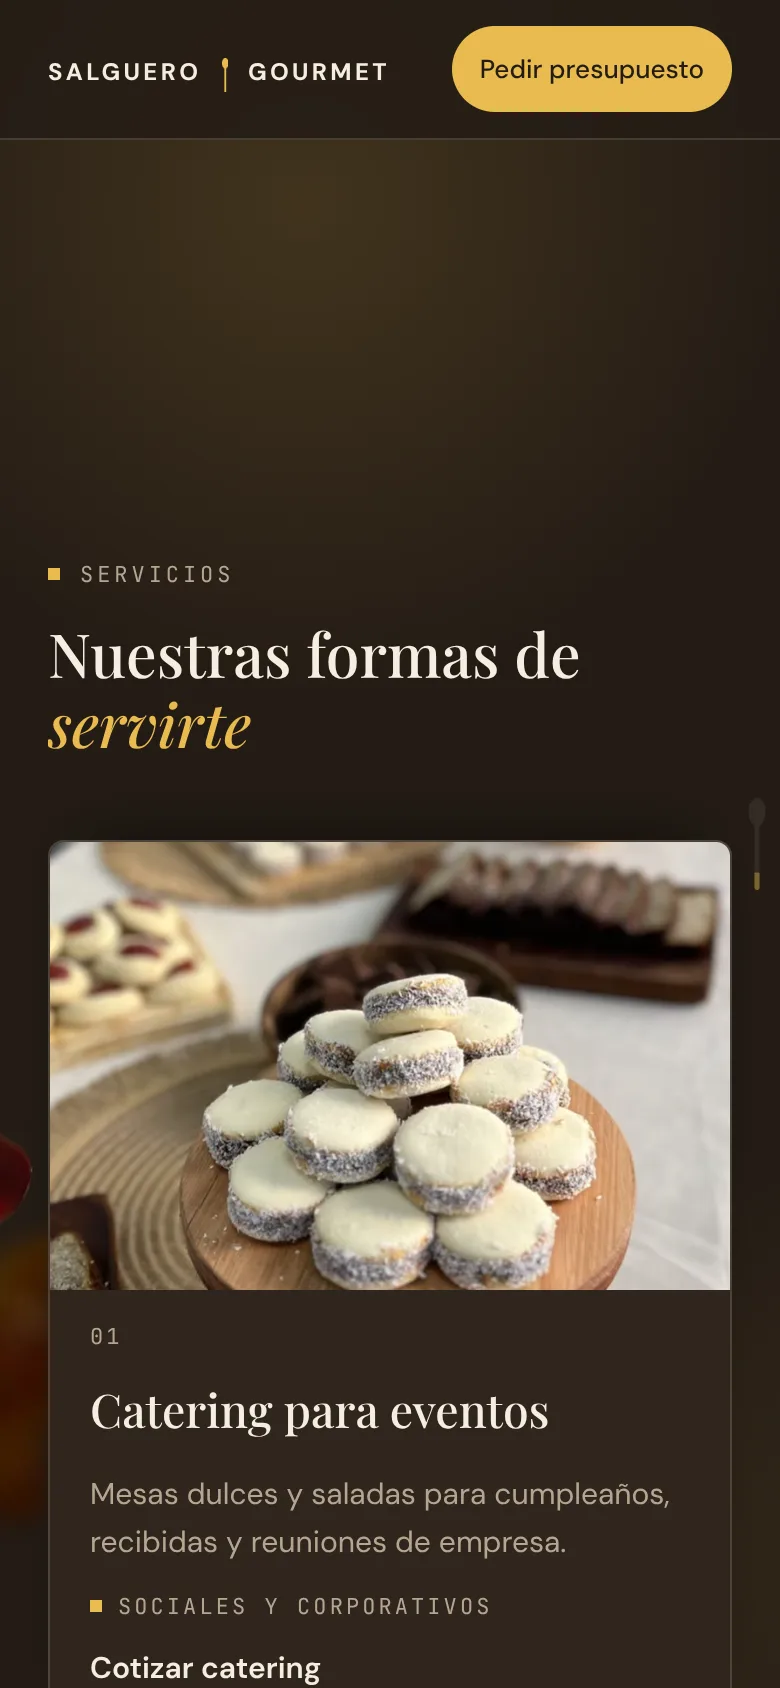 SALGUERO GOURMET
Pedir presupuesto
SERVICIOS
Nuestras formas de
servirte
01
Catering para eventos
Mesas dulces y saladas para cumpleaños,
recibidas y reuniones de empresa.
SOCIALES Y CORPORATIVOS
Cotizar catering